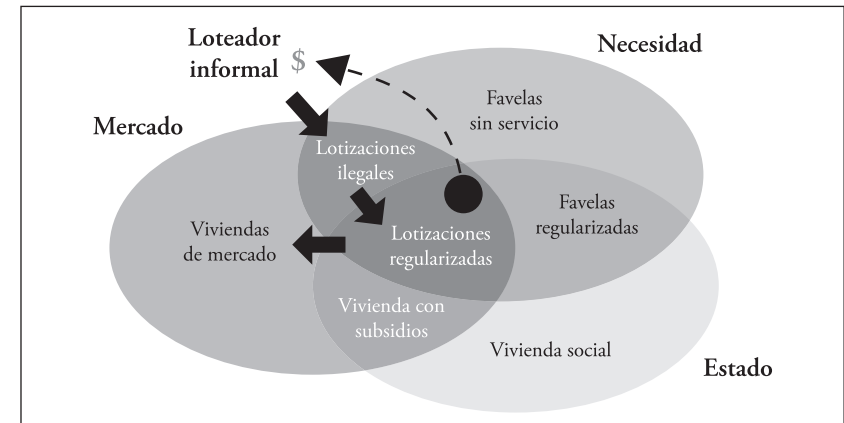 Loteador
informal $
Necesidad
Mercado
Favelas
sin servicio
Lotizaciones
ilegales
Favelas
regularizadas
Viviendas
de mercado
Lotizaciones
regularizadas
Vivienda con
subsidios
Vivienda social
Estado